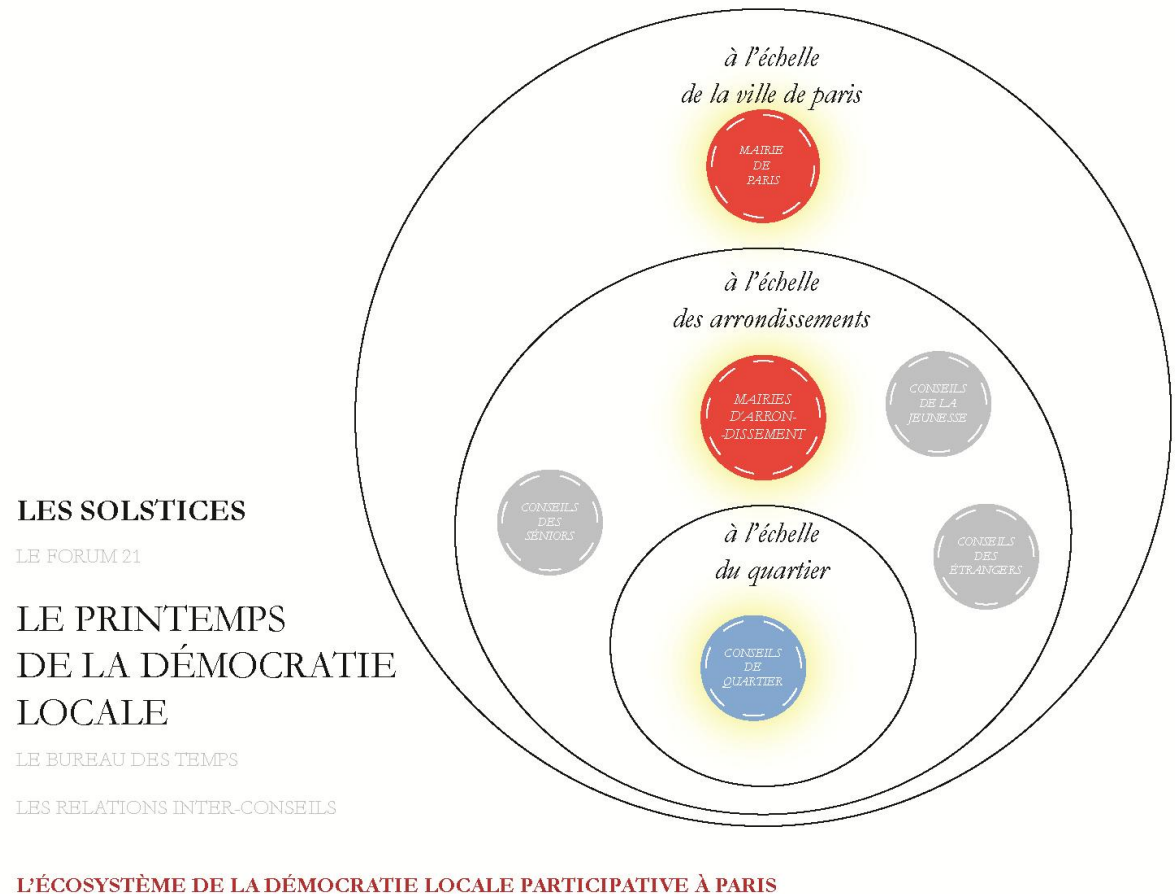 à l'échelle
de la ville de paris
MAIRIE
DE
PARIS
à l'échelle
des arrondissements
MAIRIES
D'ARRON-
-DISSEMENT
CONSEILS
DE LA
JEUNESSE
CONSEILS
DES
SÉNIORS
CONSEILS
DES
ÉTRANGERS
à l'échelle
du quartier
CONSEILS
DE
QUARTIER
LES SOLSTICES
LE FORUM 21
LE PRINTEMPS
DE LA DÉMOCRATIE
LOCALE
LE BUREAU DES TEMPS
LES RELATIONS INTER-CONSEILS
L'ÉCOSYSTÈME DE LA DÉMOCRATIE LOCALE PARTICIPATIVE À PARIS